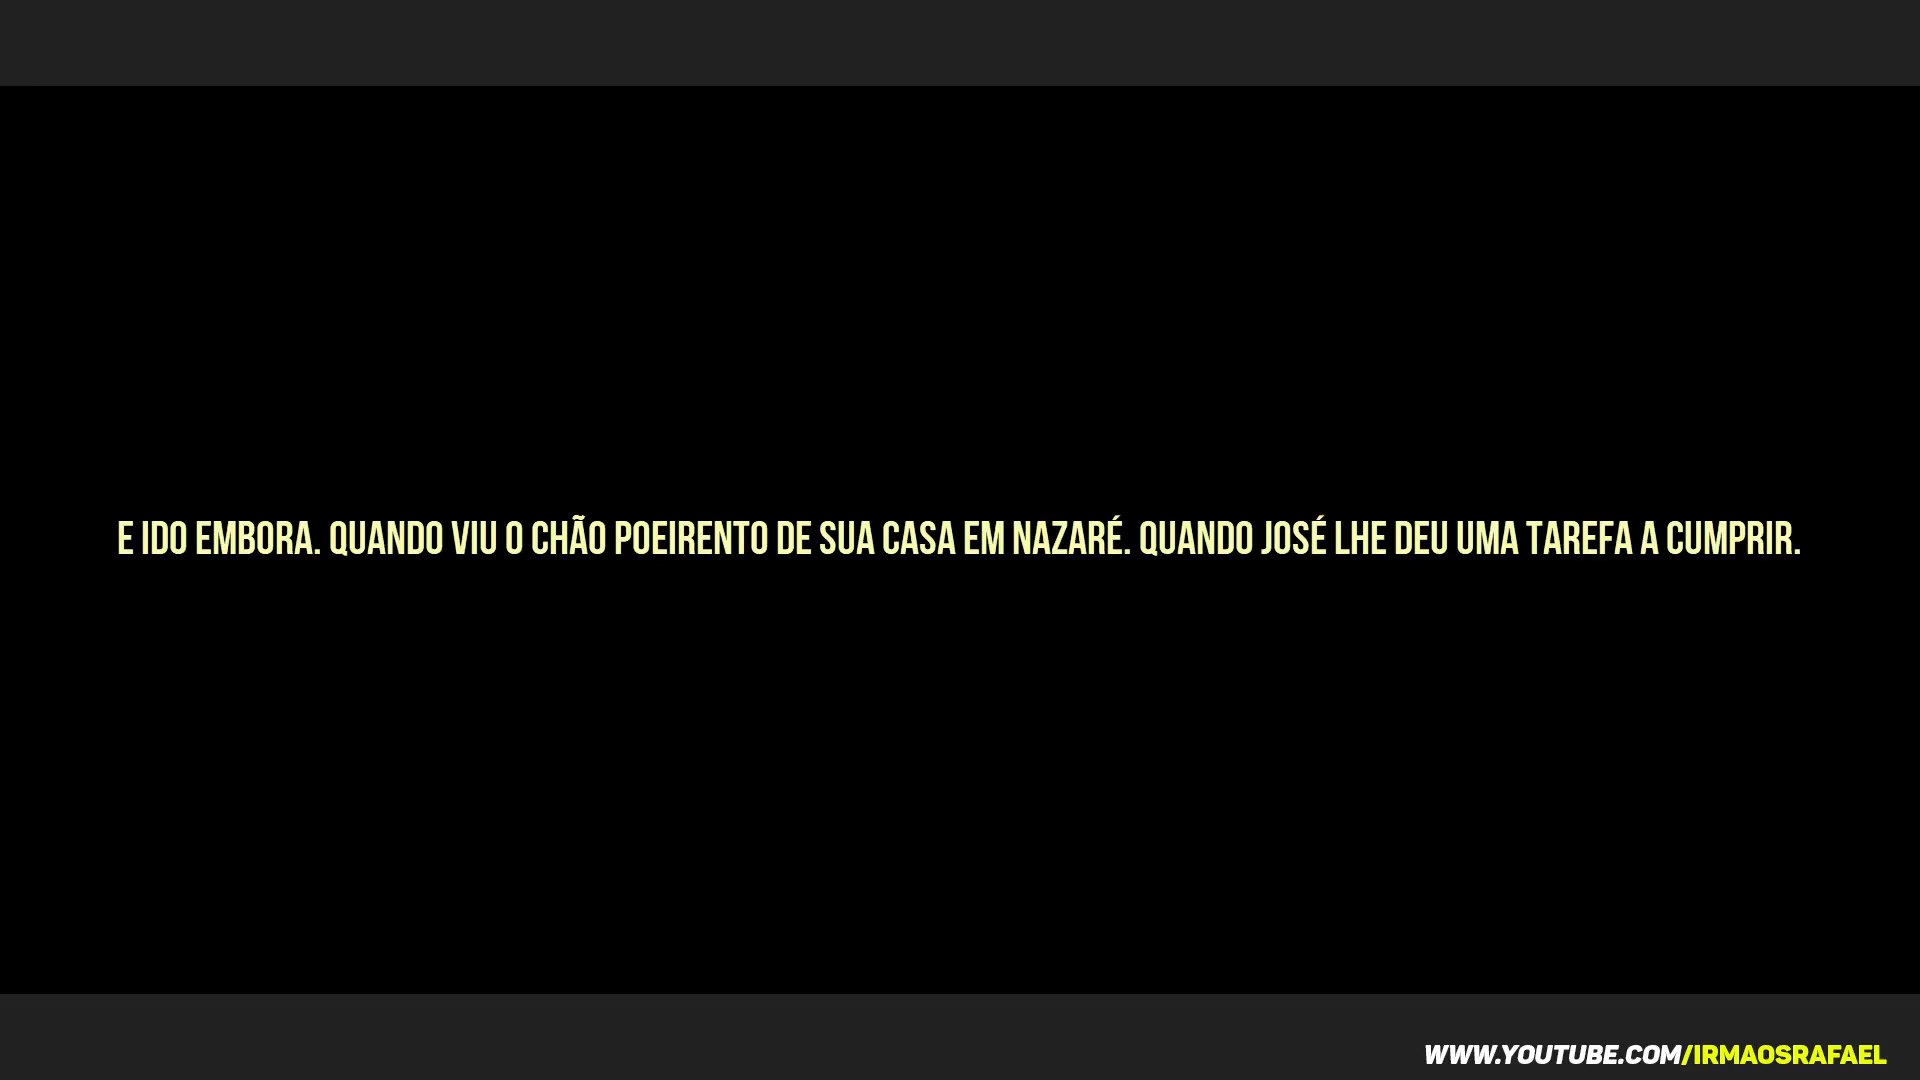 E IDO EMBORA. QUANDO VIU O CHÃO POEIRENTO DE SUA CASA EM NAZARÉ. QUANDO JOSÉ LHE DEU UMA TAREFA A CUMPRIR.
WWW.YOUTUBE.COM/IRMAOSRAFAEL